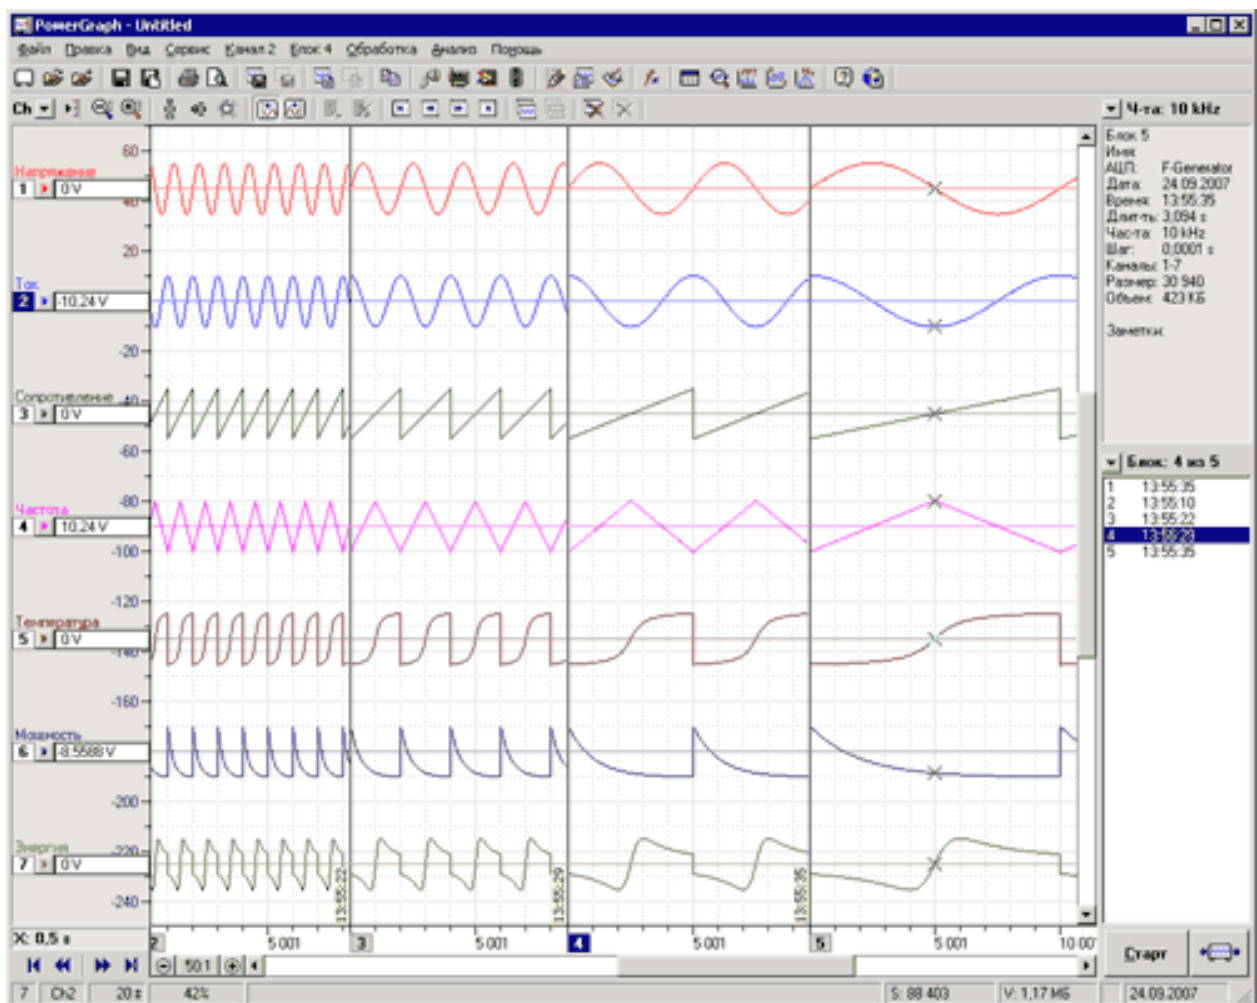 PowerGraph - Untitled
Файл Правка Вид Сервис Канал 2 Блок 4 Обработка Анализ Помощь
Ch
Ч-та: 10 kHz
Блок 5
Имя:
АЦП: F-Generator
Дата: 24.09.2007
Время: 13:55:35
Длит-ть: 3,094 s
Час-та: 10 kHz
Шаг: 0,0001 s
Каналы: 1-7
Размер: 30 940
Объем: 423 КБ
Заметки:
Блок: 4 из 5
1 13:55:35
2 13:55:10
3 13:55:22
4 13:55:29
5 13:55:35
60
Напряжение
1 0 V
40
20
Ток
2 -10,24 V
-20
Сопротивление
-40
3 0 V
-60
-80
Частота
4 10,24 V
-100
-120
Температура
5 0 V
-140
-160
Мощность
6 -8,5588 V
-200
Энергия
-220
7 0 V
-240
13:55:22
13:55:29
13:55:35
X: 0,5 s
2 5 001 3 5 001 4 5 001 5 5 001 10 00
50:1
Старт
7 Ch2 20 42% S: 88 403 V: 1,17 МБ 24.09.2007